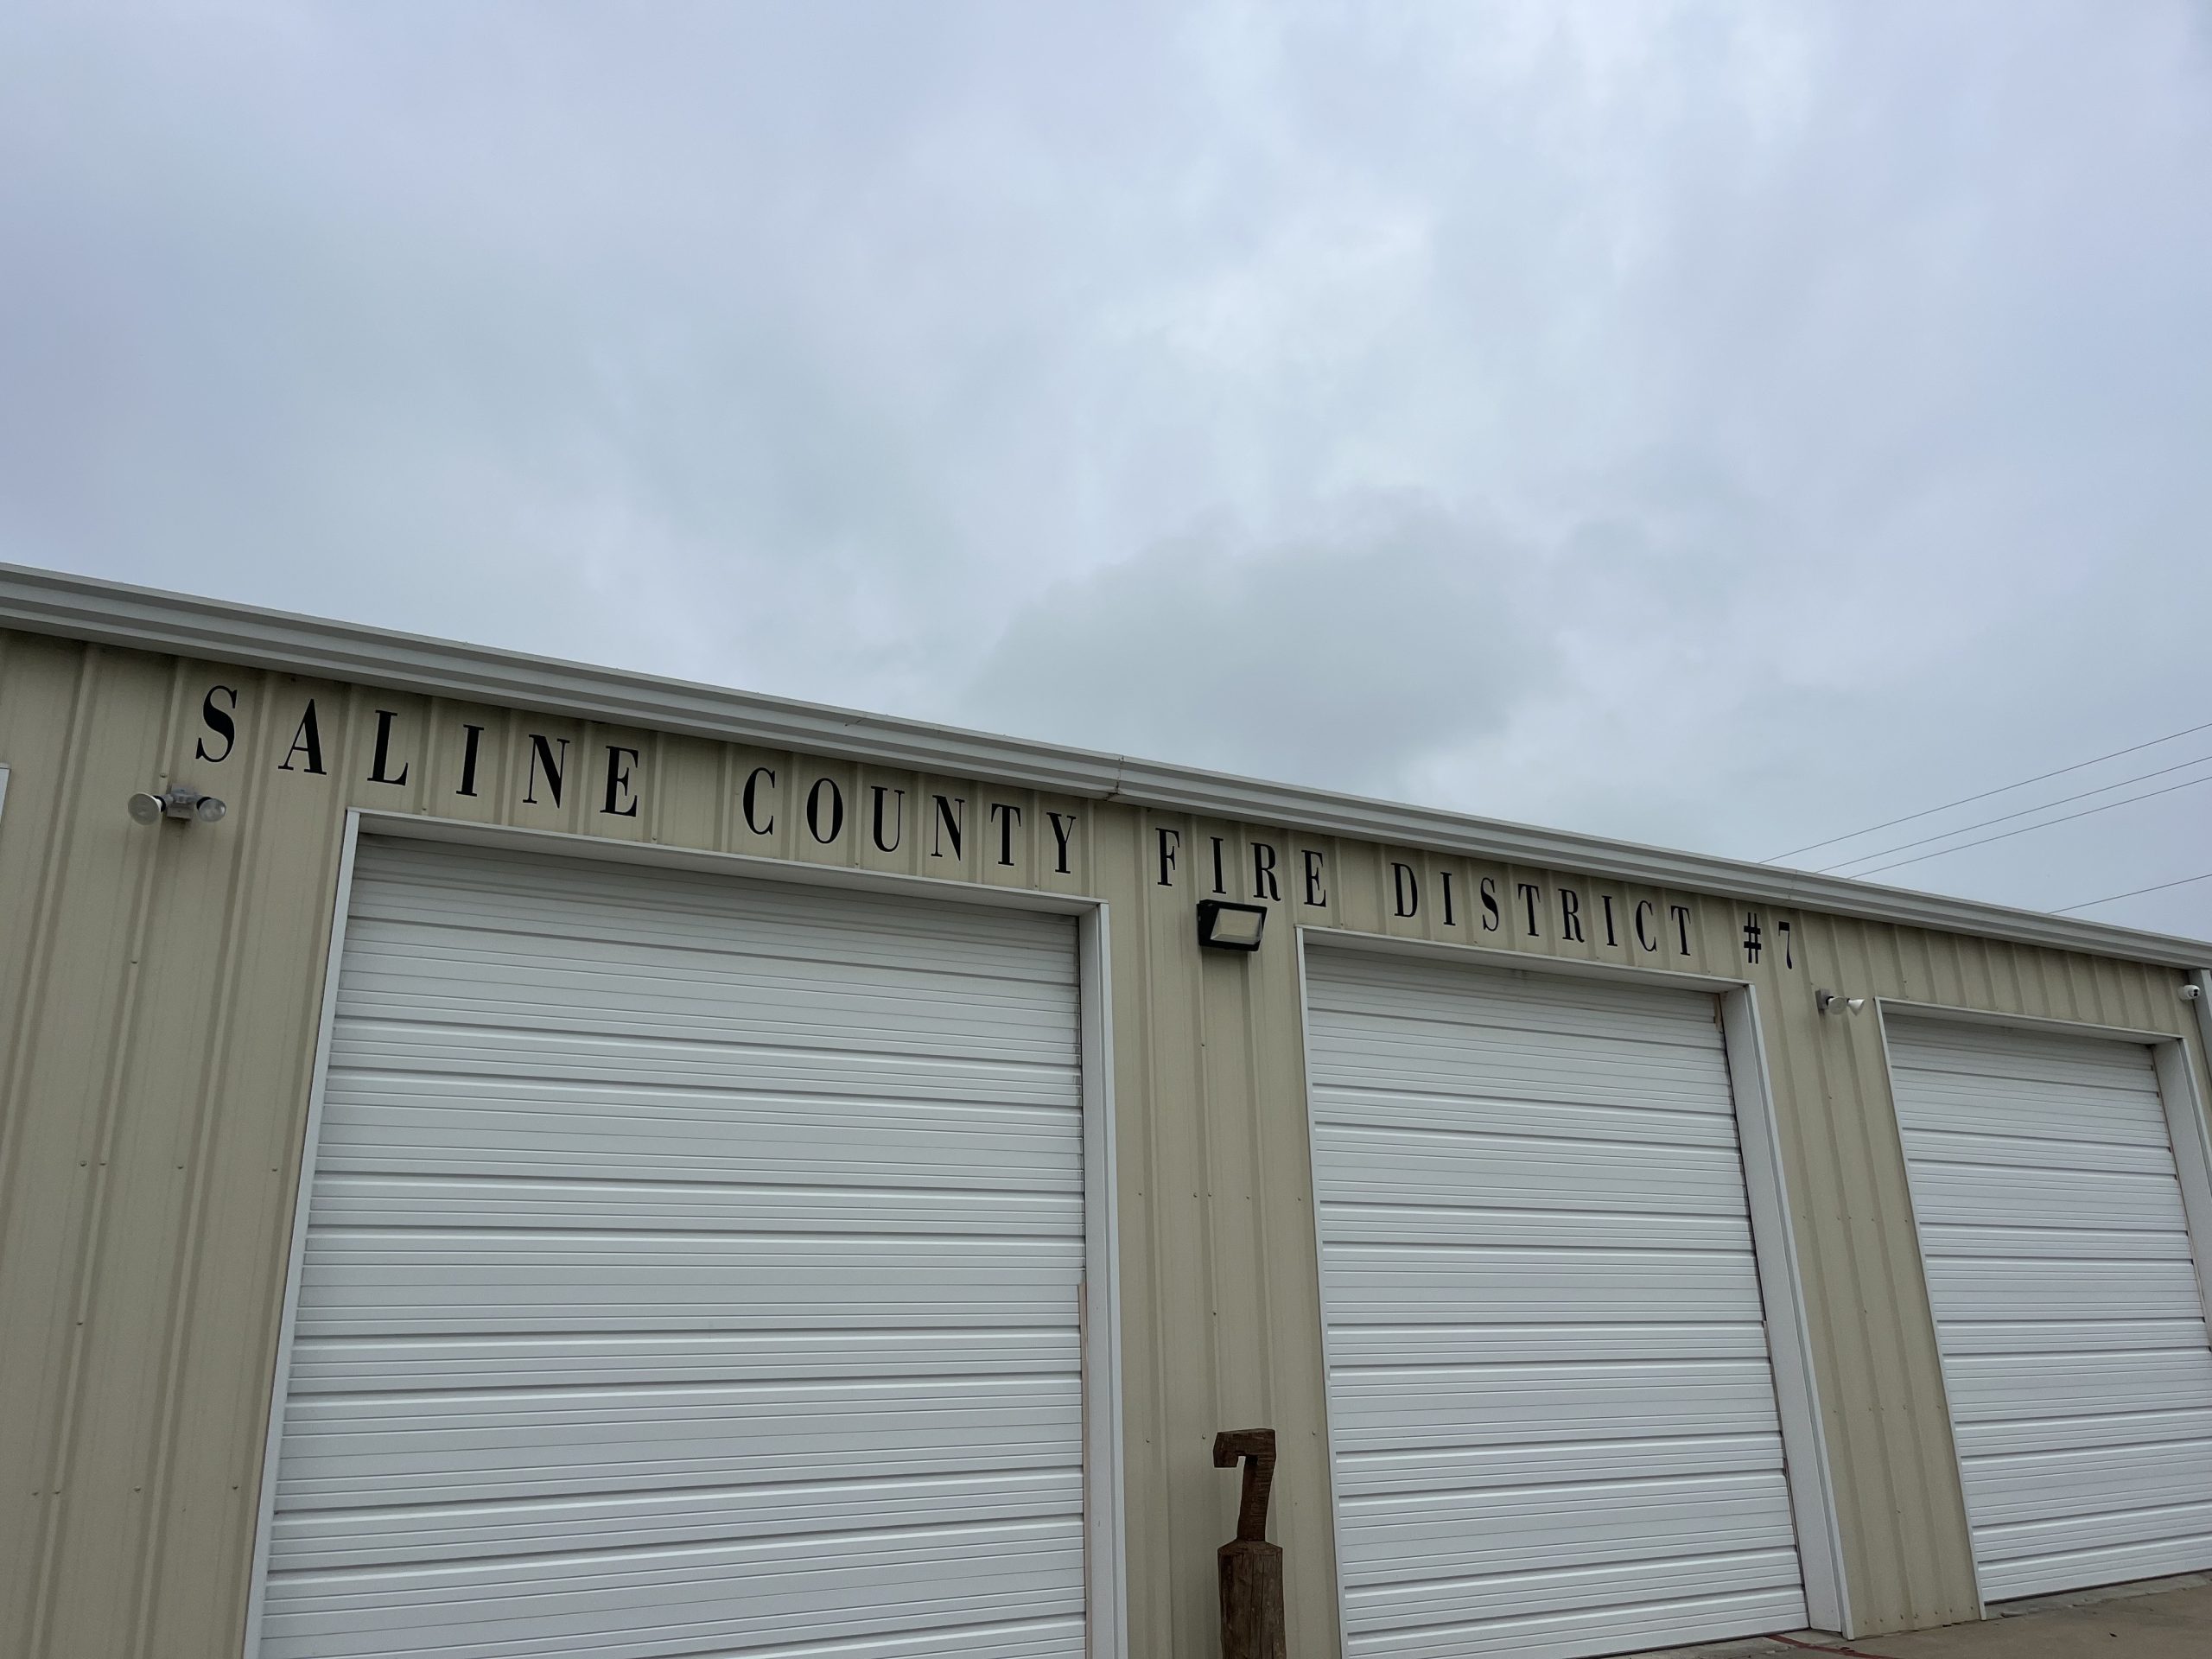 SALINE COUNTY FIRE DISTRICT #7
7